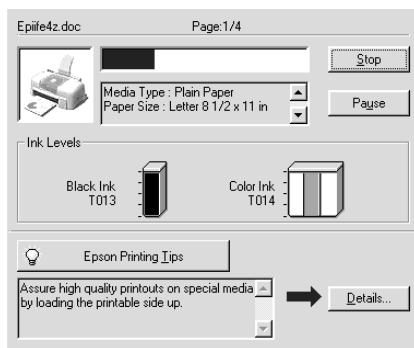 Epiife4z.doc Page:1/4
Stop
Media Type : Plain Paper
Paper Size : Letter 8 1/2 x 11 in
Pause
Ink Levels
Black Ink
T013
Color Ink
T014
Epson Printing Tips
Assure high quality printouts on special media
by loading the printable side up.
Details...